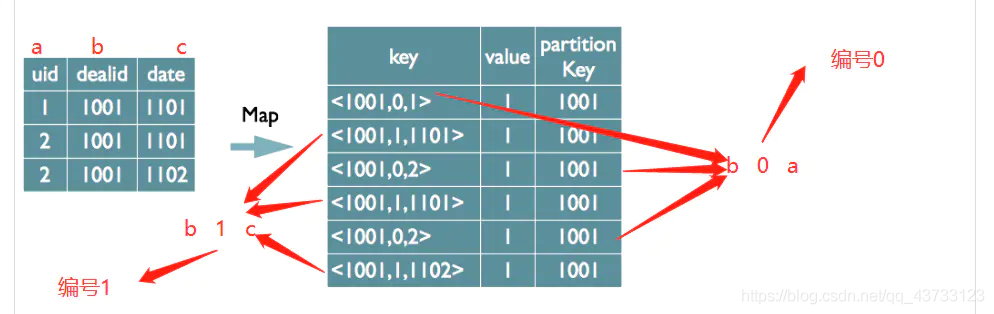 a b c
uid dealid date
1 1001 1101
2 1001 1101
2 1001 1102
Map
key value partition Key
<1001,0,1> 1 1001
<1001,1,1101> 1 1001
<1001,0,2> 1 1001
<1001,1,1101> 1 1001
<1001,0,2> 1 1001
<1001,1,1102> 1 1001
编号0
b 0 a
b 1 c
编号1
https://blog.csdn.net/qq_43733123